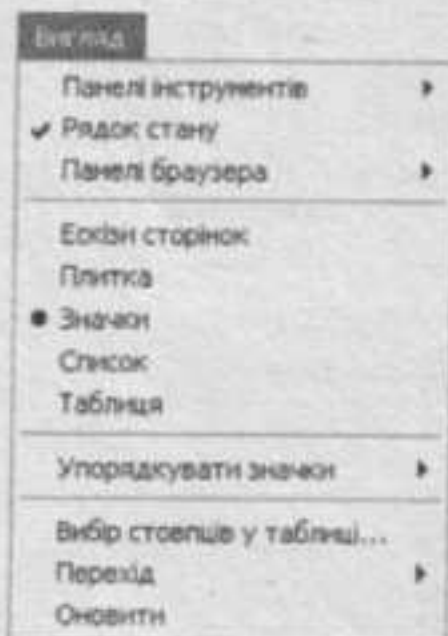 Вигляд
Панелі інструментів
Рядок стану
Панелі браузера
Ескізи сторінок
Плитка
Значки
Список
Таблиця
Упорядкувати значки
Вибір стовпців у таблиці...
Перехід
Оновити